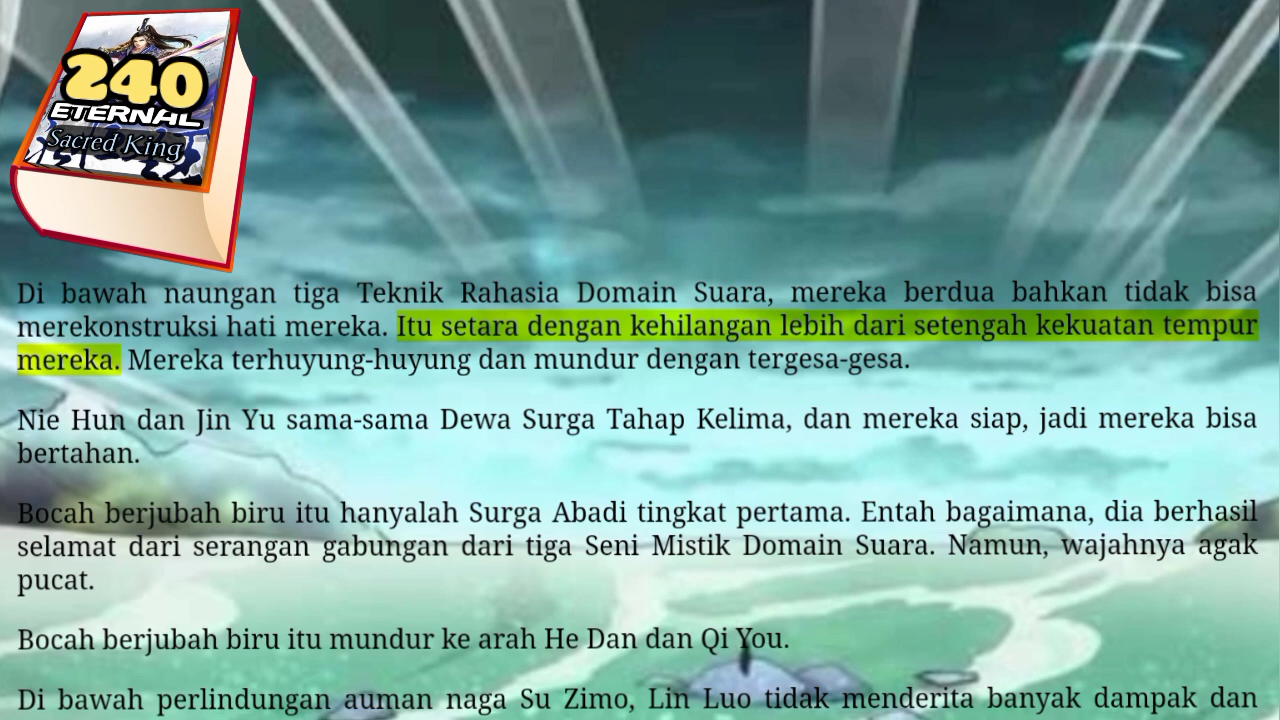 240
ETERNAL
Sacred King
Di bawah naungan tiga Teknik Rahasia Domain Suara, mereka berdua bahkan tidak bisa
merekonstruksi hati mereka. Itu setara dengan kehilangan lebih dari setengah kekuatan tempur
mereka. Mereka terhuyung-huyung dan mundur dengan tergesa-gesa.
Nie Hun dan Jin Yu sama-sama Dewa Surga Tahap Kelima, dan mereka siap, jadi mereka bisa
bertahan.
Bocah berjubah biru itu hanyalah Surga Abadi tingkat pertama. Entah bagaimana, dia berhasil
selamat dari serangan gabungan dari tiga Seni Mistik Domain Suara. Namun, wajahnya agak
pucat.
Bocah berjubah biru itu mundur ke arah He Dan dan Qi You.
Di bawah perlindungan auman naga Su Zimo, Lin Luo tidak menderita banyak dampak dan